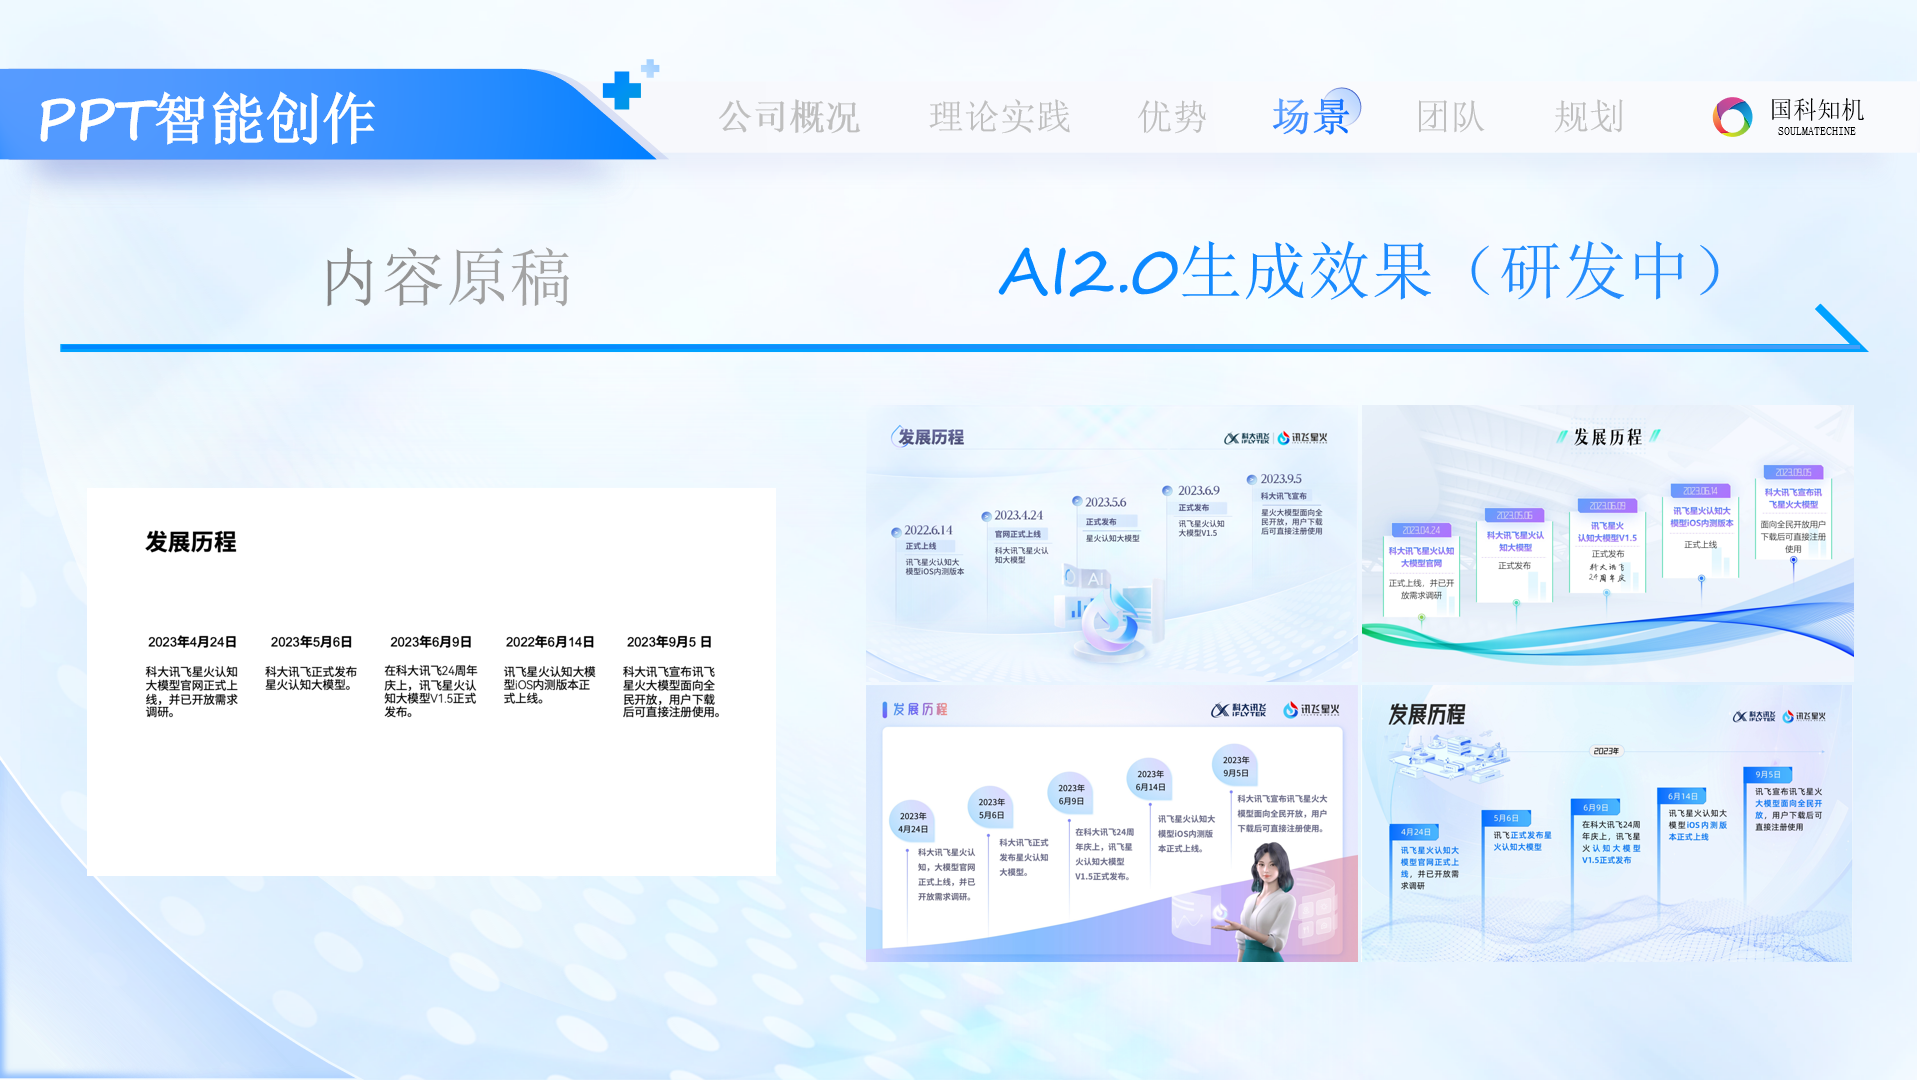 PPT智能创作
公司概况
理论实践
优势
场景
团队
规划
国科知机
SOULMATECHINE
内容原稿
AI2.0生成效果（研发中）
发展历程
2023年4月24日
科大讯飞星火认知
大模型官网正式上
线，并已开放需求
调研。
2023年5月6日
科大讯飞正式发布
星火认知大模型。
2023年6月9日
在科大讯飞24周年
庆上，讯飞星火认
知大模型V1.5正式
发布。
2022年6月14日
讯飞星火认知大模
型iOS内测版本正
式上线。
2023年9月5 日
科大讯飞宣布讯飞
星火大模型面向全
民开放，用户下载
后可直接注册使用。
发展历程
科大讯飞
iFLYTEK
讯飞星火
2022.6.14
正式上线
讯飞星火认知大
模型iOS内测版本
2023.4.24
官网正式上线
科大讯飞星火认
知大模型
2023.5.6
正式发布
星火认知大模型
2023.6.9
正式发布
讯飞星火认知
大模型V1.5
2023.9.5
科大讯飞宣布
星火大模型面向全
民开放，用户下载
后可直接注册使用
AI
发展历程
2023.04.24
科大讯飞星火认知
大模型官网
正式上线，并已开
放需求调研
2023.05.06
科大讯飞星火认
知大模型
正式发布
2023.06.09
讯飞星火
认知大模型V1.5
正式发布
科大讯飞
24周年庆
2023.06.14
讯飞星火认知大
模型iOS内测版本
正式上线
2023.09.05
科大讯飞宣布讯
飞星火大模型
面向全民开放用户
下载后可直接注册
使用
发展历程
科大讯飞
iFLYTEK
讯飞星火
2023年
4月24日
科大讯飞星火认
知，大模型官网
正式上线，并已
开放需求调研。
2023年
5月6日
科大讯飞正式
发布星火认知
大模型。
2023年
6月9日
在科大讯飞24周
年庆上，讯飞星
火认知大模型
V1.5正式发布。
2023年
6月14日
讯飞星火认知大
模型iOS内测版
本正式上线。
2023年
9月5日
科大讯飞宣布讯飞星火大
模型面向全民开放，用户
下载后可直接注册使用。
发展历程
科大讯飞
iFLYTEK
讯飞星火
2023年
4月24日
讯飞星火认知大
模型官网正式上
线，并已开放需
求调研
5月6日
讯飞正式发布星
火认知大模型
6月9日
在科大讯飞24周
年庆上，讯飞星
火认知大模型
V1.5正式发布
6月14日
讯飞星火认知大
模型iOS内测版
本正式上线
9月5日
讯飞宣布讯飞星火
大模型面向全民开
放，用户下载后可
直接注册使用